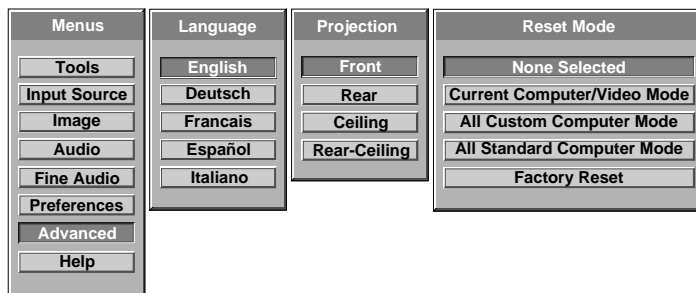 Menus
Tools
Input Source
Image
Audio
Fine Audio
Preferences
Advanced
Help
Language
English
Deutsch
Francais
Español
Italiano
Projection
Front
Rear
Ceiling
Rear-Ceiling
Reset Mode
None Selected
Current Computer/Video Mode
All Custom Computer Mode
All Standard Computer Mode
Factory Reset